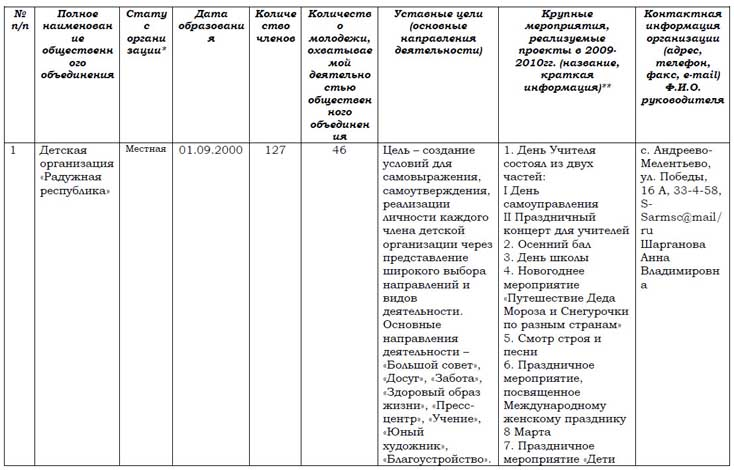 № п/п
Полное
наименован
ие
общественн
ого
объединения
Стату
с
органи
зации*
Дата
образовани
я
Количе
ство
членов
Количеств
о
молодежи,
охватывае
мой
деятельно
стью
обществен
ного
объединен
ия
Уставные цели
(основные
направления
деятельности)
Крупные
мероприятия,
реализуемые
проекты в 2009-
2010гг. (название,
краткая
информация)**
Контактная
информация
организации
(адрес,
телефон,
факс, e-mail)
Ф.И.О.
руководителя
1
Детская
организация
«Радужная
республика»
Местная
01.09.2000
127
46
Цель – создание
условий для
самовыражения,
самоутверждения,
реализации
личности каждого
члена детской
организации через
представление
широкого выбора
направлений и
видов
деятельности.
Основные
направления
деятельности –
«Большой совет»,
«Досуг», «Забота»,
«Здоровый образ
жизни», «Пресс-
центр», «Учение»,
«Юный
художник»,
«Благоустройство».
1. День Учителя
состоял из двух
частей:
I День
самоуправления
II Праздничный
концерт для учителей
2. Осенний бал
3. День школы
4. Новогоднее
мероприятие
«Путешествие Деда
Мороза и Снегурочки
по разным странам»
5. Смотр строя и
песни
6. Праздничное
мероприятие,
посвященное
Международному
женскому празднику
8 Марта
7. Праздничное
мероприятие «Дети
с. Андреево-
Мелентьево,
ул. Победы,
16 А, 33-4-58,
S-
Sarmsc@mail/
ru
Шарганова
Анна
Владимировн
а